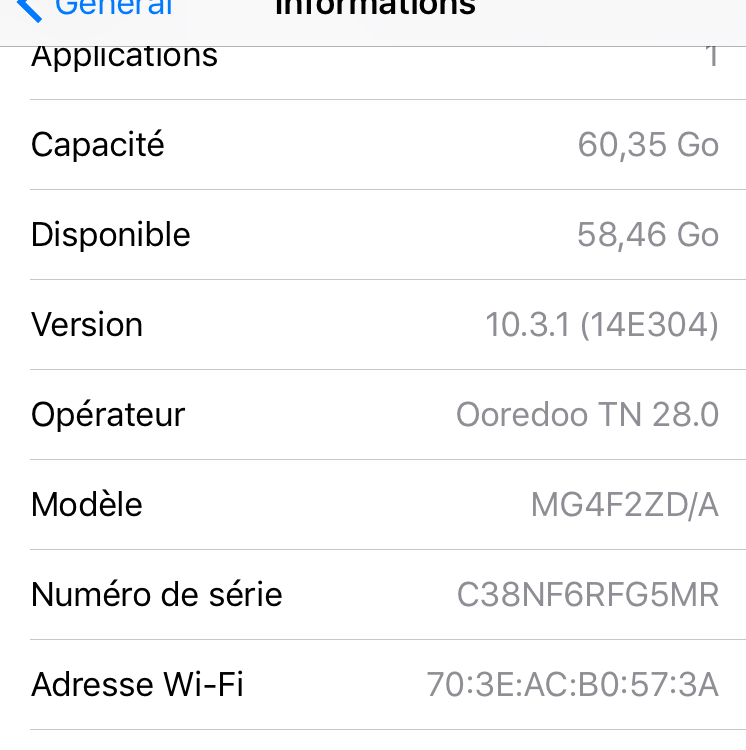 Général
Informations
Applications 1
Capacité 60,35 Go
Disponible 58,46 Go
Version 10.3.1 (14E304)
Opérateur Ooredoo TN 28.0
Modèle MG4F2ZD/A
Numéro de série C38NF6RFG5MR
Adresse Wi-Fi 70:3E:AC:B0:57:3A